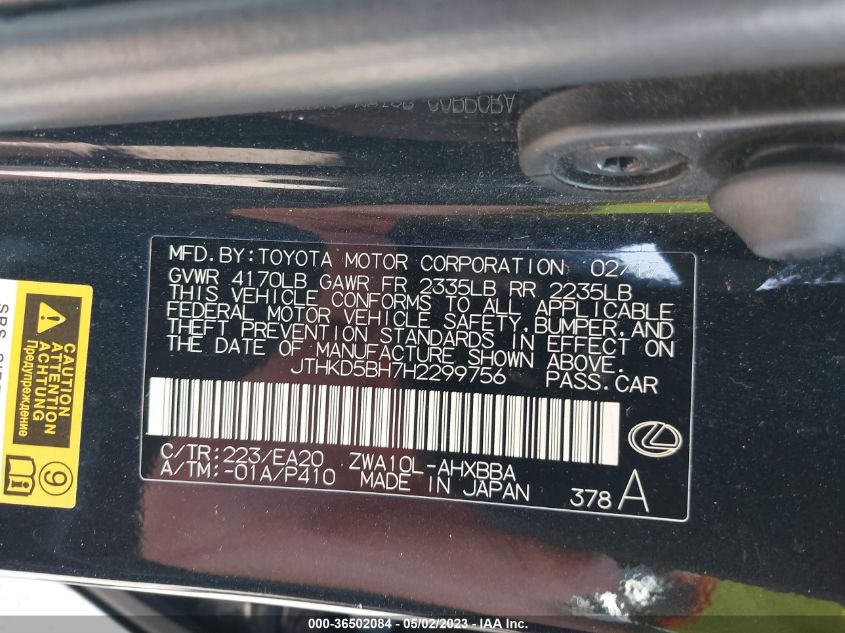 MFD.BY:TOYOTA MOTOR CORPORATION 02/17
GVWR 4170LB GAWR FR 2335LB RR 2235LB
THIS VEHICLE CONFORMS TO ALL APPLICABLE
FEDERAL MOTOR VEHICLE SAFETY,BUMPER,AND
THEFT PREVENTION STANDARDS IN EFFECT ON
THE DATE OF MANUFACTURE SHOWN ABOVE.
JTHKD5BH7H2299756 PASS.CAR
C/TR:223/EA20 ZWA10L-AHXBBA
A/TM:-01A/P410 MADE IN JAPAN
378 A
CAUTION
ATTENTION
ACHTUNG
Предупреждение
9
000-36502084 - 05/02/2023 - IAA Inc.